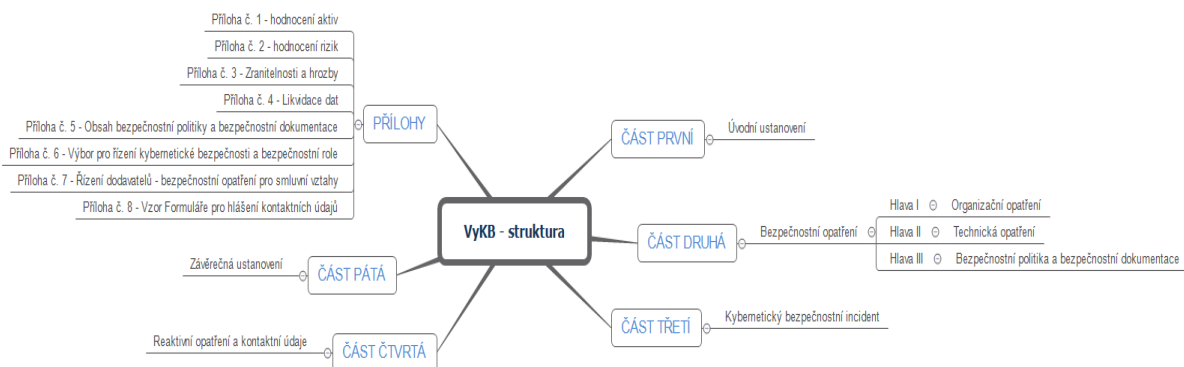 VyKB - struktura
ČÁST PRVNÍ
Úvodní ustanovení
ČÁST DRUHÁ
Bezpečnostní opatření
Hlava I
Organizační opatření
Hlava II
Technická opatření
Hlava III
Bezpečnostní politika a bezpečnostní dokumentace
ČÁST TŘETÍ
Kybernetický bezpečnostní incident
ČÁST ČTVRTÁ
Reaktivní opatření a kontaktní údaje
ČÁST PÁTÁ
Závěrečná ustanovení
PŘÍLOHY
Příloha č. 1 - hodnocení aktiv
Příloha č. 2 - hodnocení rizik
Příloha č. 3 - Zranitelnosti a hrozby
Příloha č. 4 - Likvidace dat
Příloha č. 5 - Obsah bezpečnostní politiky a bezpečnostní dokumentace
Příloha č. 6 - Výbor pro řízení kybernetické bezpečnosti a bezpečnostní role
Příloha č. 7 - Řízení dodavatelů - bezpečnostní opatření pro smluvní vztahy
Příloha č. 8 - Vzor Formuláře pro hlášení kontaktních údajů